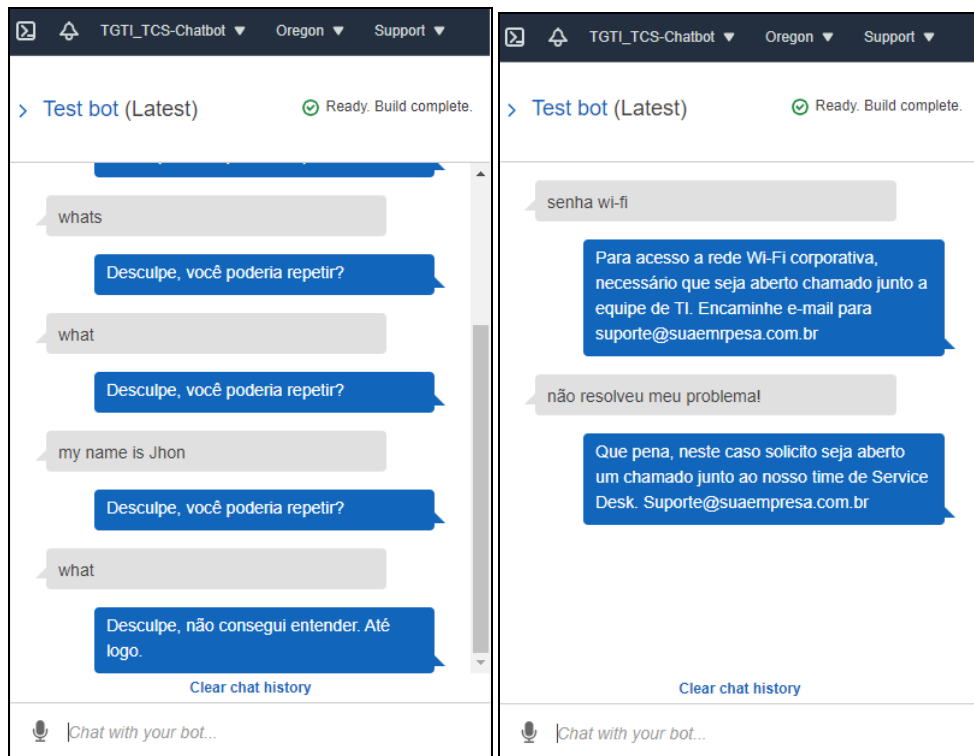 TGTI_TCS-Chatbot ▼ Oregon ▼ Support ▼
Test bot (Latest) Ready. Build complete.
whats
Desculpe, você poderia repetir?
what
Desculpe, você poderia repetir?
my name is Jhon
Desculpe, você poderia repetir?
what
Desculpe, não consegui entender. Até
logo.
Clear chat history
Chat with your bot...
TGTI_TCS-Chatbot ▼ Oregon ▼ Support ▼
Test bot (Latest) Ready. Build complete.
senha wi-fi
Para acesso a rede Wi-Fi corporativa,
necessário que seja aberto chamado junto a
equipe de TI. Encaminhe e-mail para
suporte@suaemrpesa.com.br
não resolveu meu problema!
Que pena, neste caso solicito seja aberto
um chamado junto ao nosso time de Service
Desk. Suporte@suaempresa.com.br
Clear chat history
Chat with your bot...